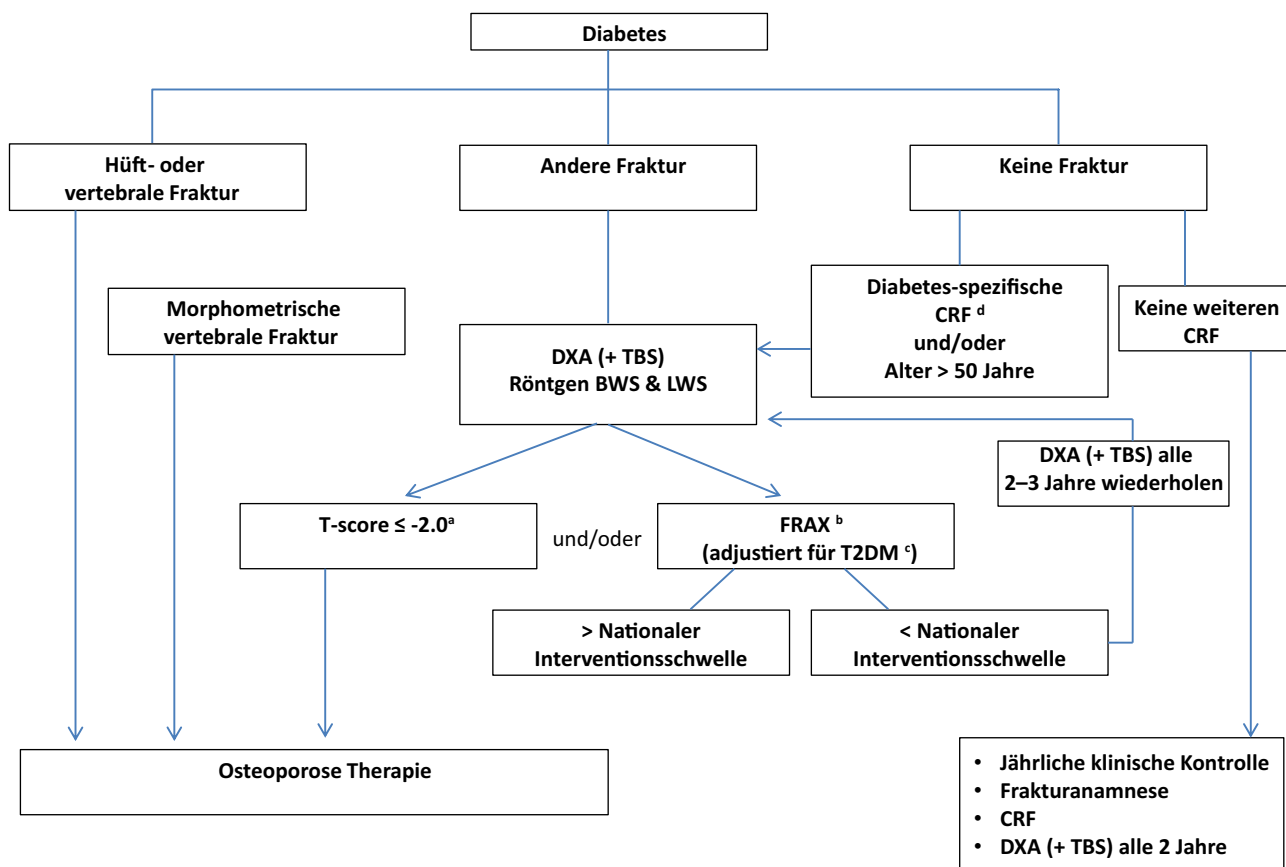 Diabetes
Hüft- oder
vertebrale Fraktur
Andere Fraktur
Keine Fraktur
Morphometrische
vertebrale Fraktur
DXA (+ TBS)
Röntgen BWS & LWS
Diabetes-spezifische
CRF d
und/oder
Alter > 50 Jahre
Keine weiteren
CRF
DXA (+ TBS) alle
2–3 Jahre wiederholen
T-score ≤ -2.0a
und/oder
FRAX b
(adjustiert für T2DM c)
> Nationaler
Interventionsschwelle
< Nationaler
Interventionsschwelle
Osteoporose Therapie
• Jährliche klinische Kontrolle
• Frakturanamnese
• CRF
• DXA (+ TBS) alle 2 Jahre